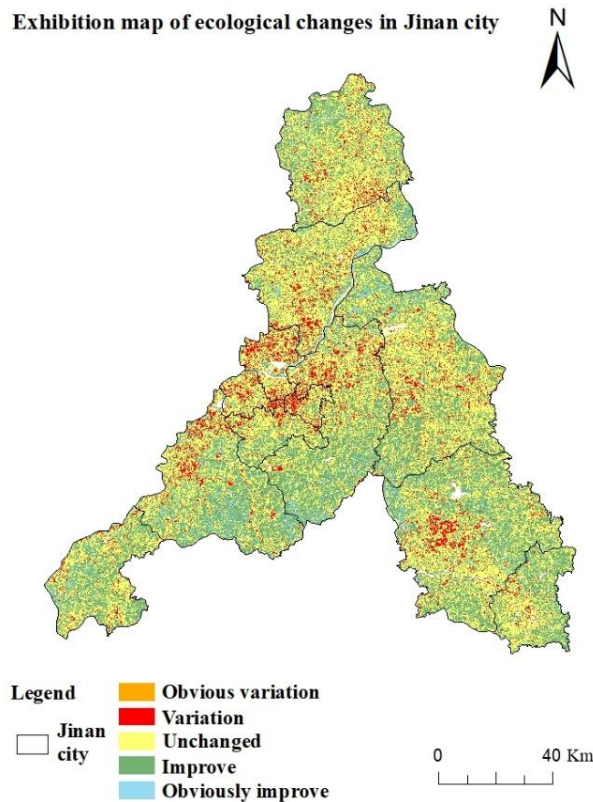 Exhibition map of ecological changes in Jinan city
N
Legend
Jinan
city
Obvious variation
Variation
Unchanged
Improve
Obviously improve
0 40 Km